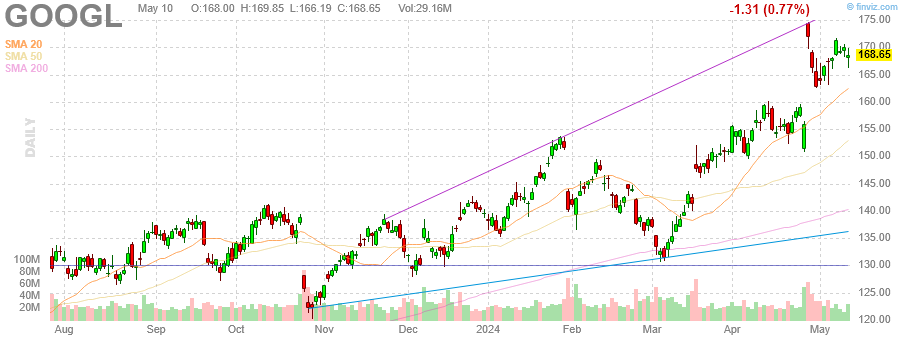 GOOGL May 10 O:168.00 H:169.85 L:166.19 C:168.65 Vol:29.16M -1.31 (0.77%) © finviz.com
SMA 20
SMA 50
SMA 200
DAILY
175.00
170.00
168.65
165.00
160.00
155.00
150.00
145.00
140.00
135.00
130.00
125.00
120.00
100M
80M
60M
40M
20M
Aug Sep Oct Nov Dec 2024 Feb Mar Apr May